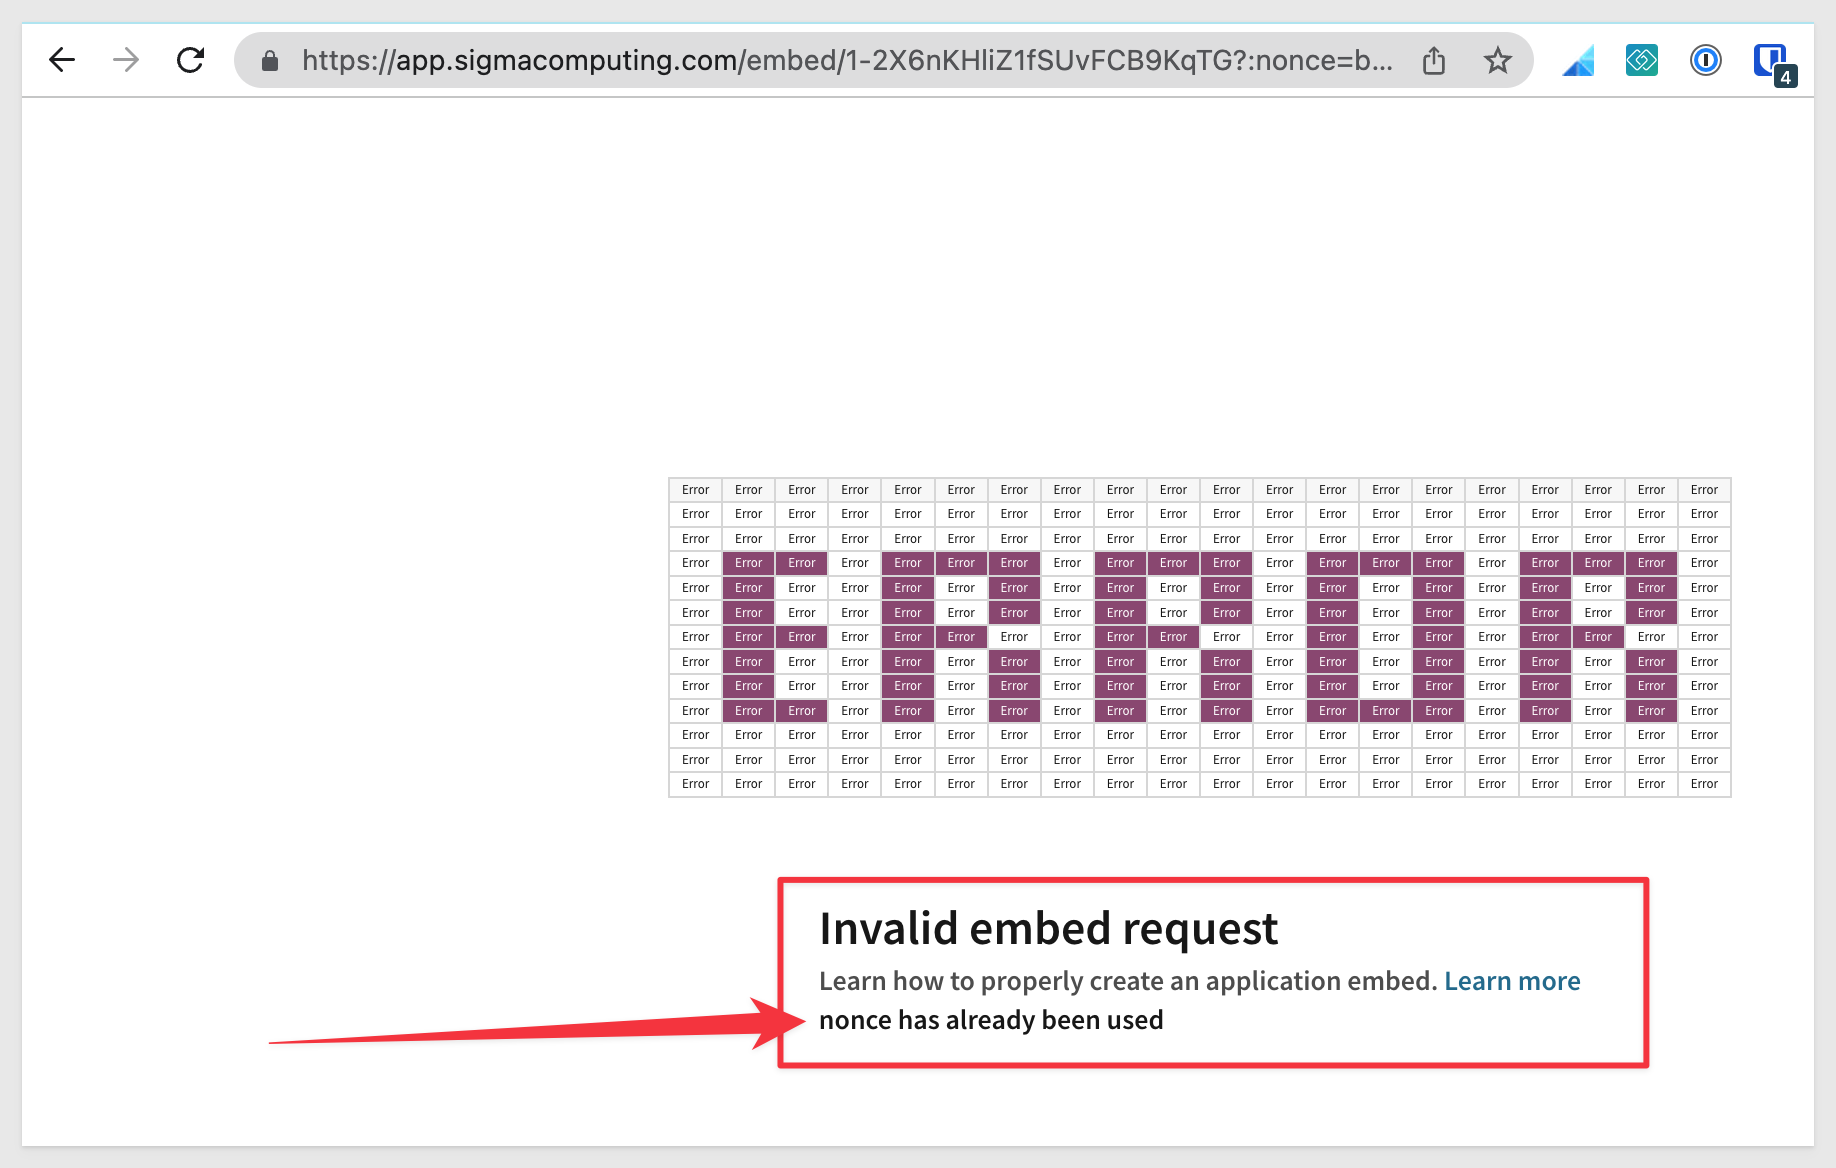 https://app.sigmacomputing.com/embed/1-2X6nKHliZ1fSUvFCB9KqTG?:nonce=b...
4
Error Error Error Error Error Error Error Error Error Error Error Error Error Error Error Error Error Error Error Error
Error Error Error Error Error Error Error Error Error Error Error Error Error Error Error Error Error Error Error Error
Error Error Error Error Error Error Error Error Error Error Error Error Error Error Error Error Error Error Error Error
Error Error Error Error Error Error Error Error Error Error Error Error Error Error Error Error Error Error Error Error
Error Error Error Error Error Error Error Error Error Error Error Error Error Error Error Error Error Error Error Error
Error Error Error Error Error Error Error Error Error Error Error Error Error Error Error Error Error Error Error Error
Error Error Error Error Error Error Error Error Error Error Error Error Error Error Error Error Error Error Error Error
Error Error Error Error Error Error Error Error Error Error Error Error Error Error Error Error Error Error Error Error
Error Error Error Error Error Error Error Error Error Error Error Error Error Error Error Error Error Error Error Error
Error Error Error Error Error Error Error Error Error Error Error Error Error Error Error Error Error Error Error Error
Error Error Error Error Error Error Error Error Error Error Error Error Error Error Error Error Error Error Error Error
Error Error Error Error Error Error Error Error Error Error Error Error Error Error Error Error Error Error Error Error
Error Error Error Error Error Error Error Error Error Error Error Error Error Error Error Error Error Error Error Error
Invalid embed request
Learn how to properly create an application embed. Learn more
nonce has already been used